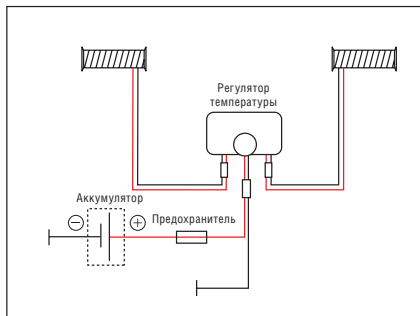 Регулятор
температуры
Аккумулятор
Предохранитель
− +